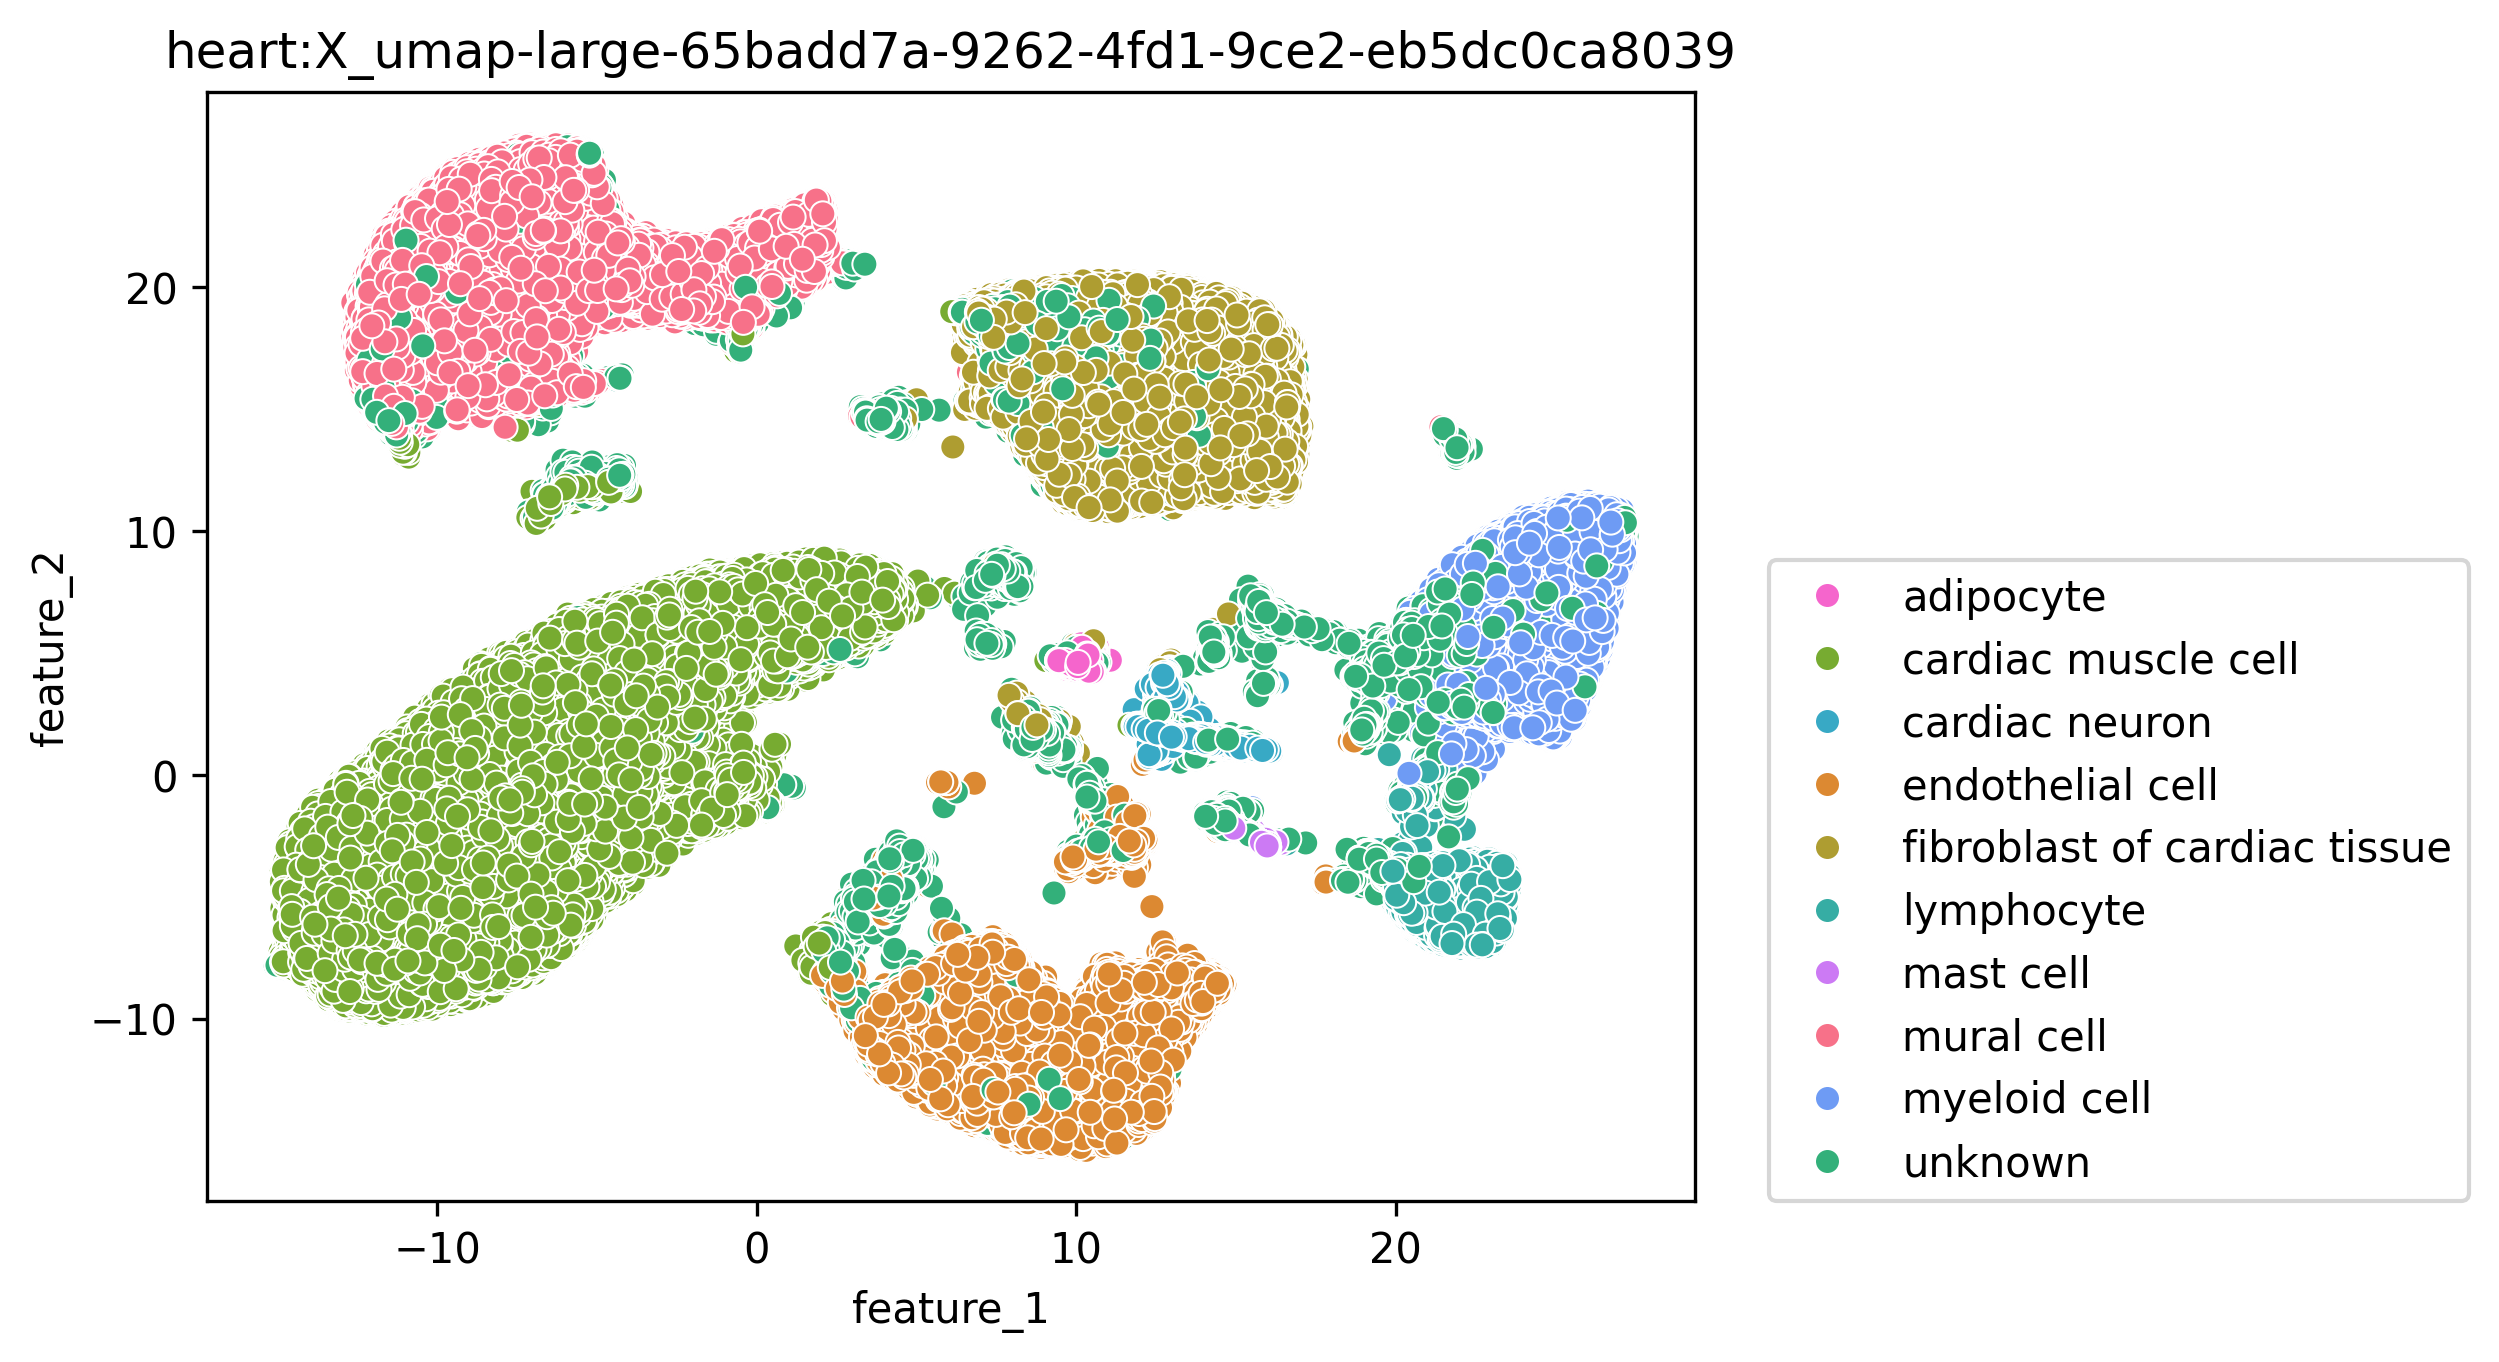 heart:X_umap-large-65badd7a-9262-4fd1-9ce2-eb5dc0ca8039
feature_2
20
10
0
−10
−10 0 10 20
feature_1
adipocyte
cardiac muscle cell
cardiac neuron
endothelial cell
fibroblast of cardiac tissue
lymphocyte
mast cell
mural cell
myeloid cell
unknown